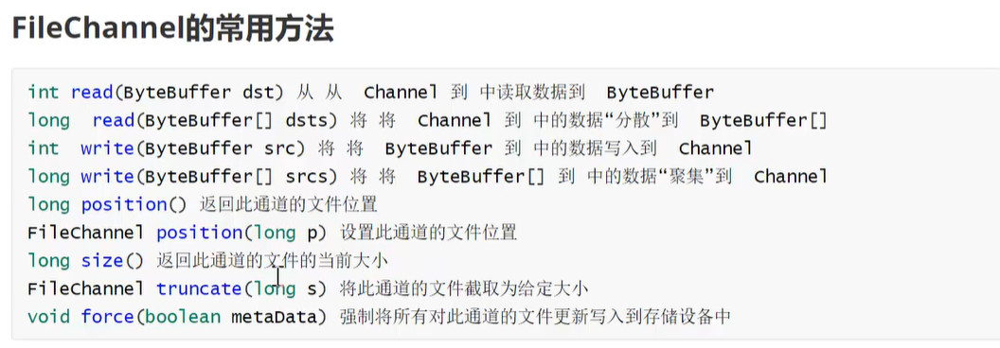 FileChannel的常用方法
int read(ByteBuffer dst) 从 从 Channel 到 中读取数据到 ByteBuffer
long read(ByteBuffer[] dsts) 将 将 Channel 到 中的数据“分散”到 ByteBuffer[]
int write(ByteBuffer src) 将 将 ByteBuffer 到 中的数据写入到 Channel
long write(ByteBuffer[] srcs) 将 将 ByteBuffer[] 到 中的数据“聚集”到 Channel
long position() 返回此通道的文件位置
FileChannel position(long p) 设置此通道的文件位置
long size() 返回此通道的文件的当前大小
FileChannel truncate(long s) 将此通道的文件截取为给定大小
void force(boolean metaData) 强制将所有对此通道的文件更新写入到存储设备中